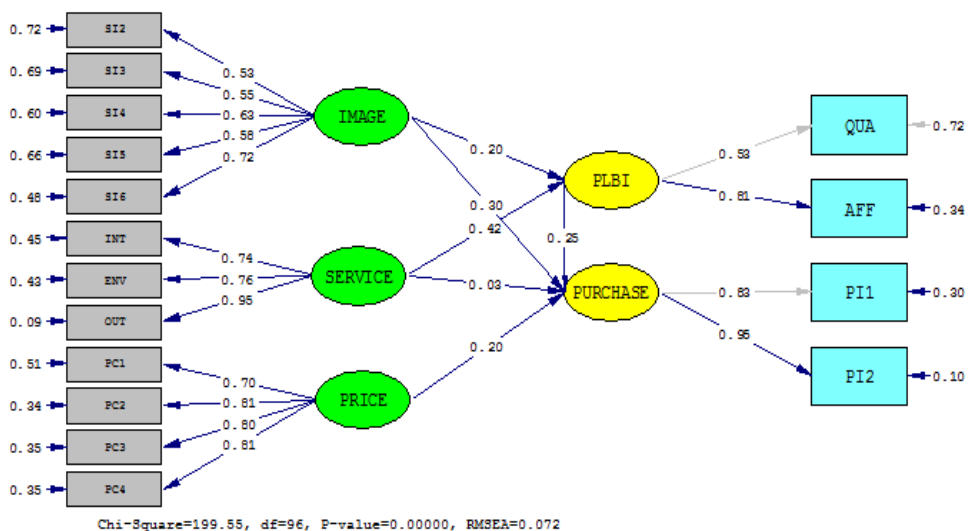 0.72 SI2
0.69 SI3
0.60 SI4
0.66 SI5
0.48 SI6
0.45 INT
0.43 ENV
0.09 OUT
0.51 PC1
0.34 PC2
0.35 PC3
0.35 PC4
0.53
0.55
0.63
0.58
0.72
0.74
0.76
0.95
0.70
0.81
0.80
0.81
IMAGE
SERVICE
PRICE
0.20
0.30
0.42
0.25
0.03
0.20
PLBI
PURCHASE
0.53
0.81
0.83
0.95
QUA 0.72
AFF 0.34
PI1 0.30
PI2 0.10
Chi-Square=199.55, df=96, P-value=0.00000, RMSEA=0.072